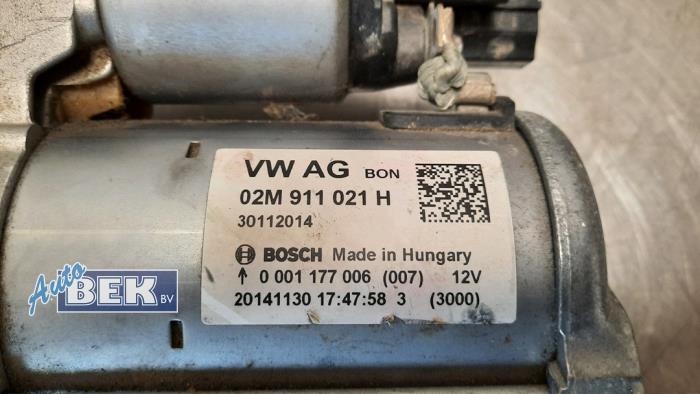 VW AG BON
02M 911 021 H
30112014
BOSCH Made in Hungary
↑ 0 001 177 006 (007) 12V
20141130 17:47:58 3 (3000)
Auto
BEK BV